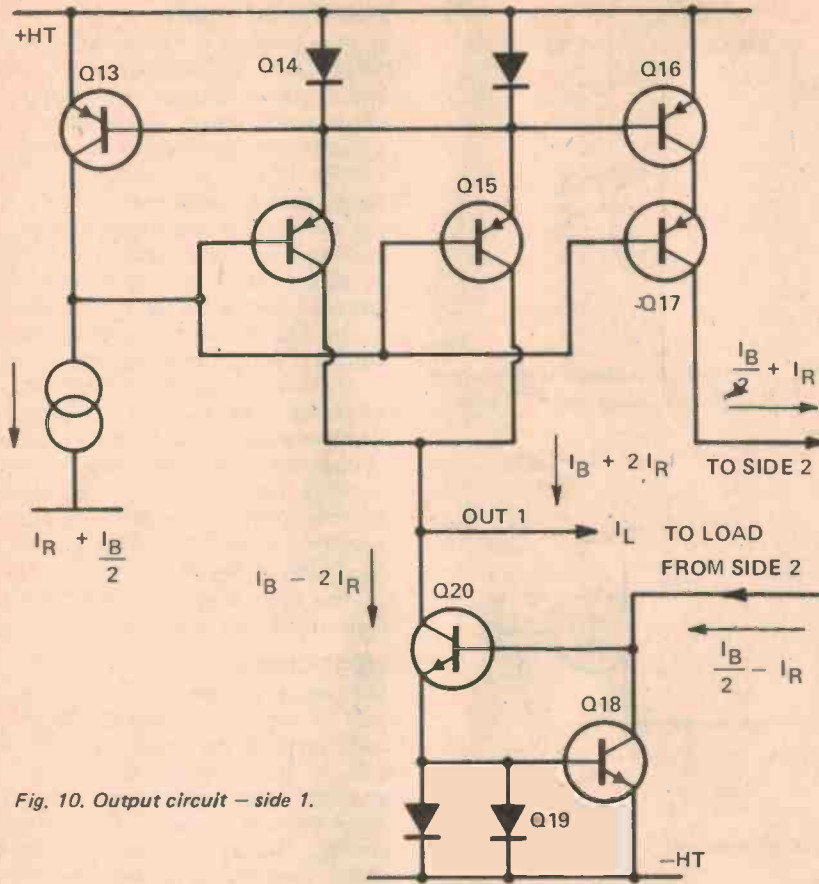 +HT
Q13
Q14
Q16
Q15
Q17
I_B/2 + I_R
TO SIDE 2
I_B + 2 I_R
OUT 1
I_L TO LOAD
I_R + I_B/2
FROM SIDE 2
I_B − 2 I_R
Q20
I_B/2 − I_R
Q18
Fig. 10. Output circuit – side 1.
Q19
−HT